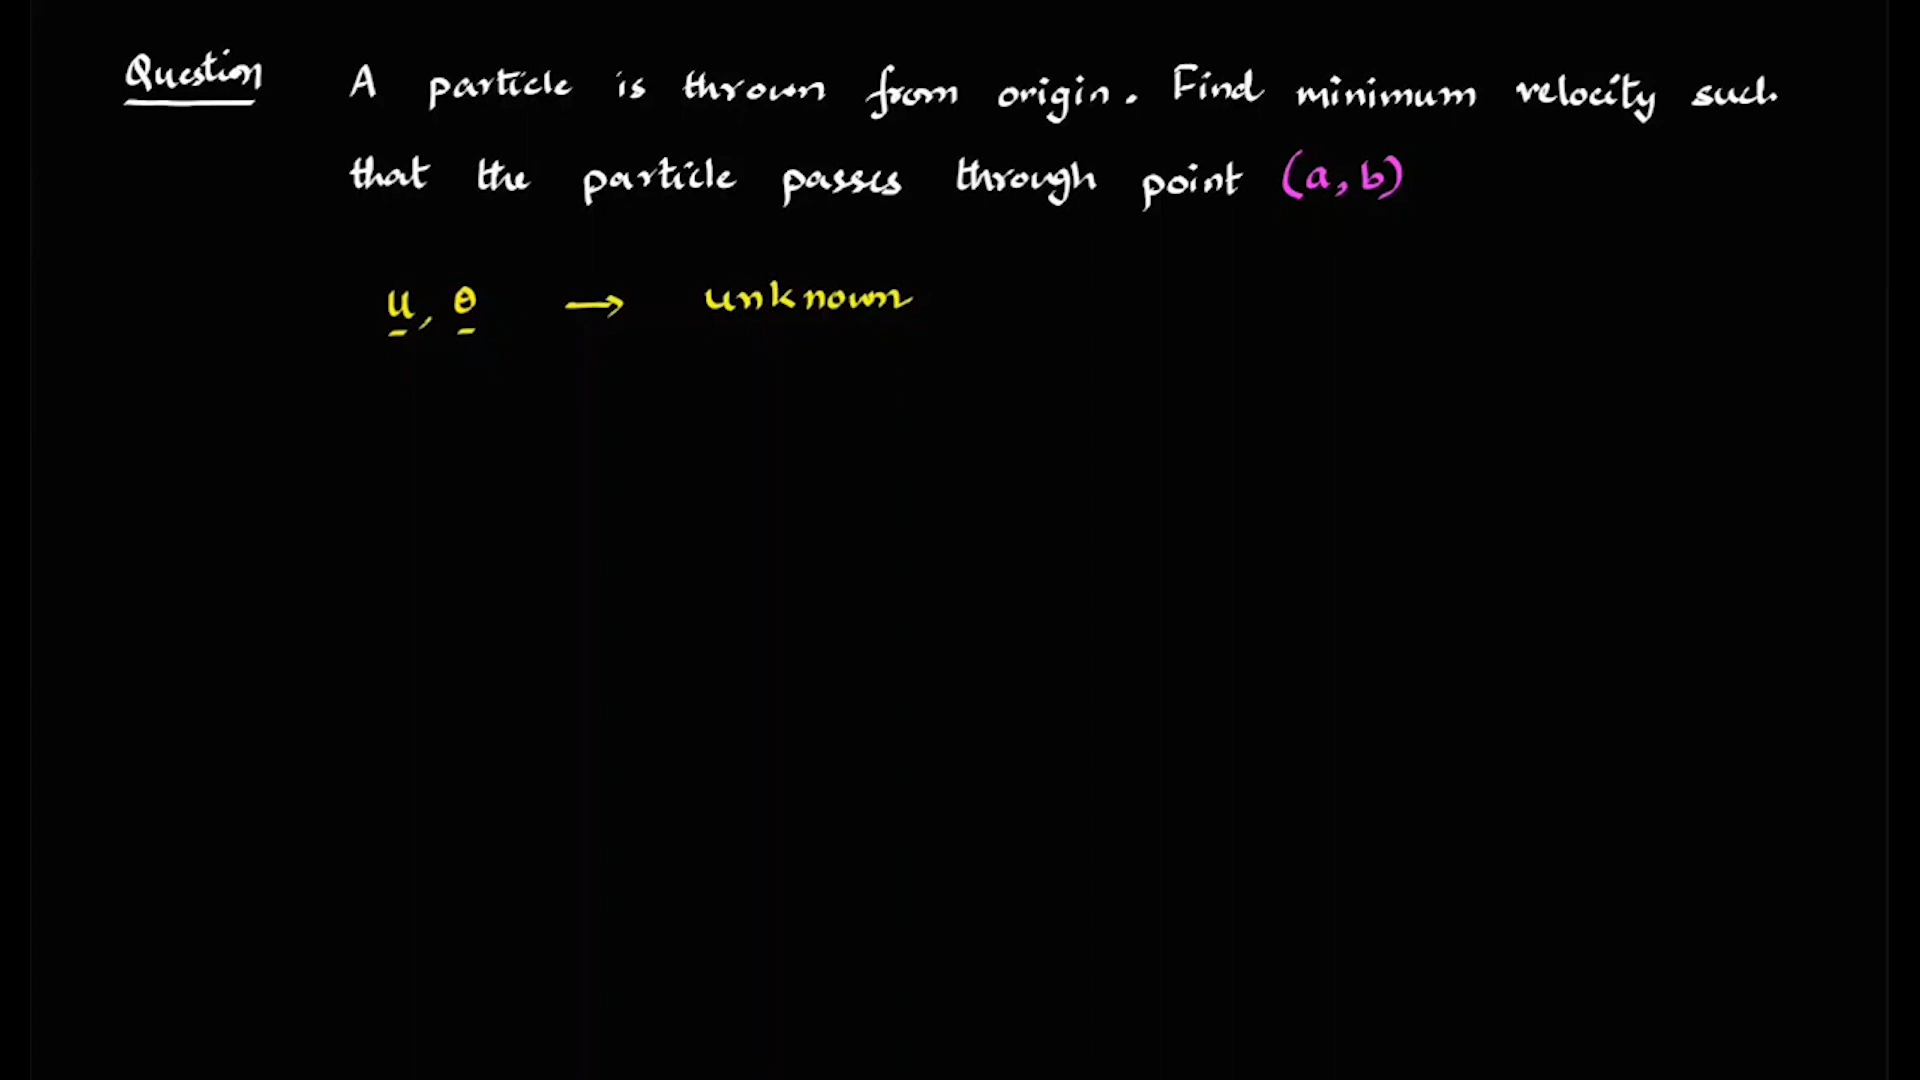 Question A particle is thrown from origin. Find minimum velocity such
that the particle passes through point (a, b)
u, θ → unknown